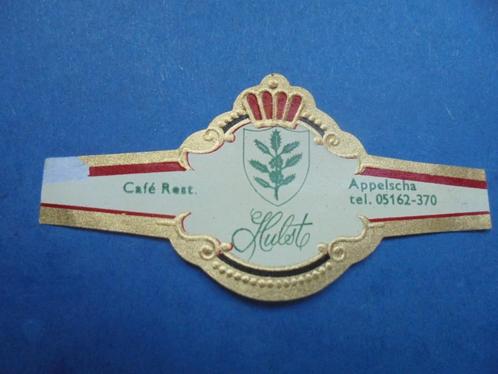 Café Rest.
Hulst
Appelscha
tel. 05162-370